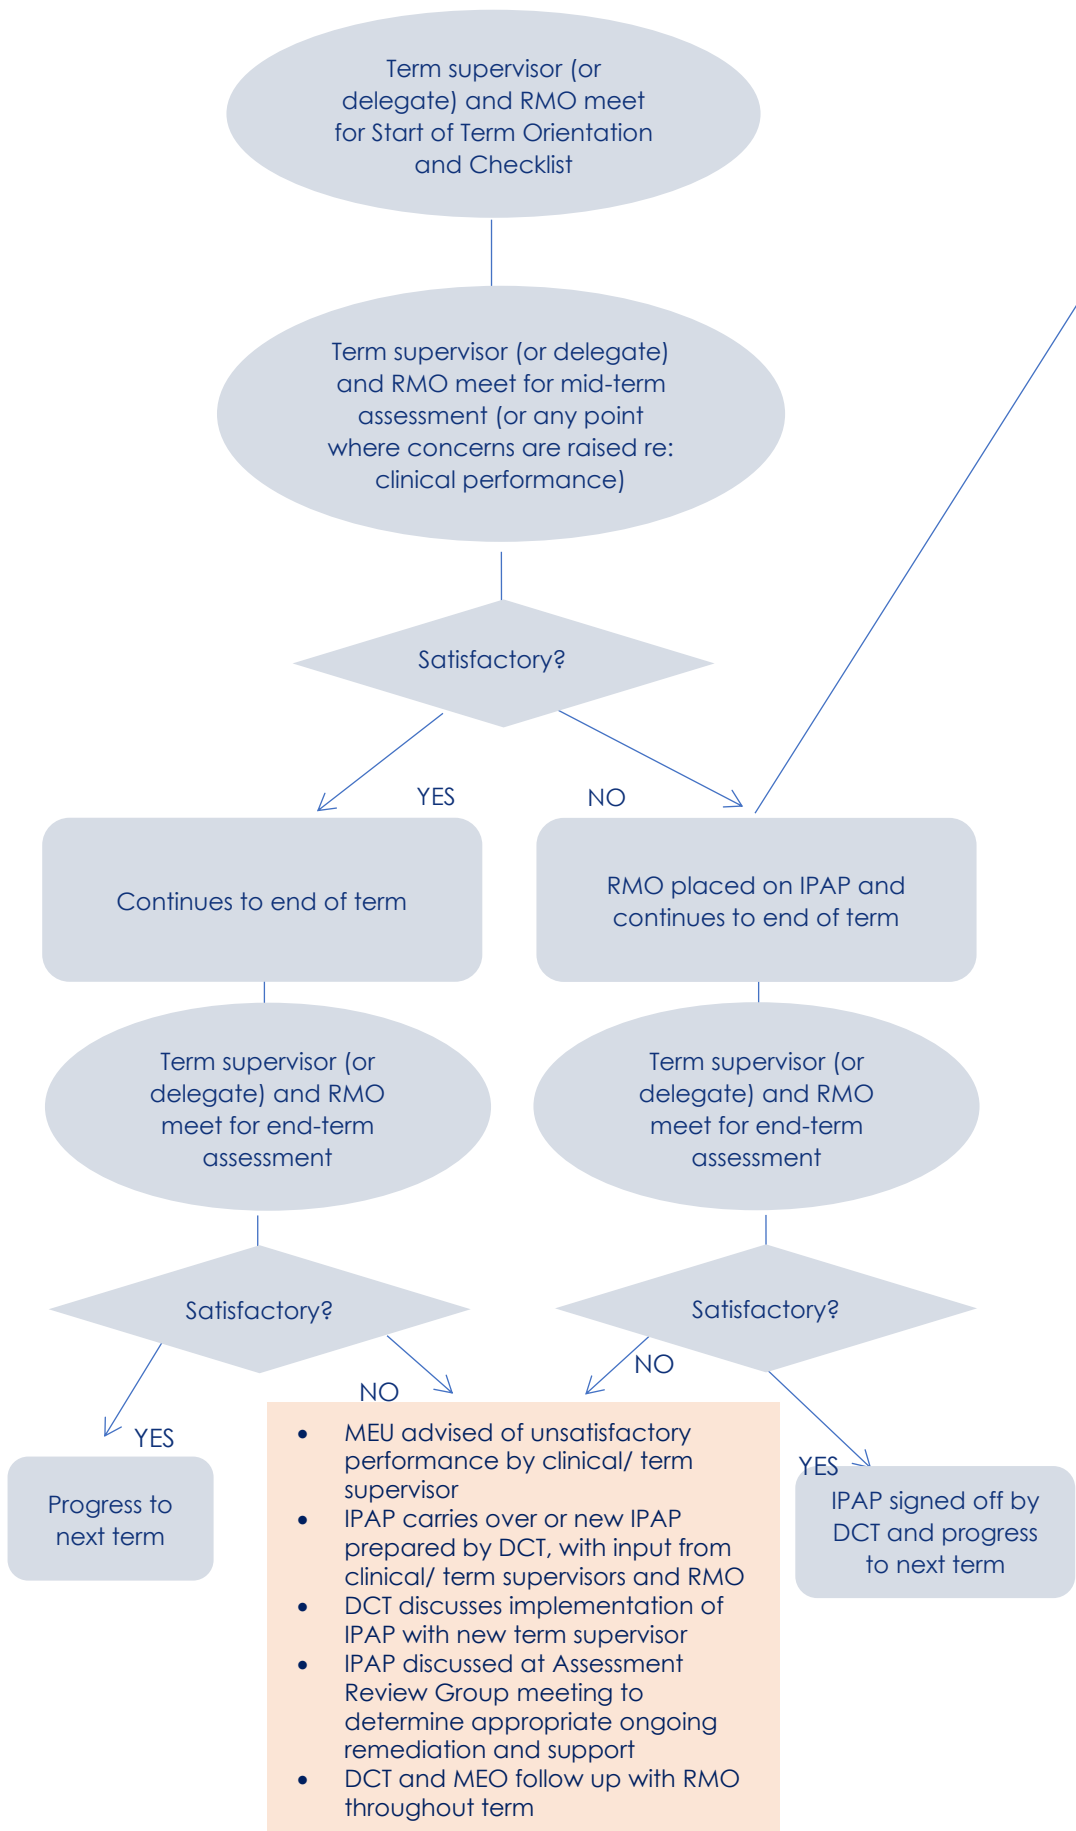 Term supervisor (or
delegate) and RMO meet
for Start of Term Orientation
and Checklist
Term supervisor (or delegate)
and RMO meet for mid-term
assessment (or any point
where concerns are raised re:
clinical performance)
Satisfactory?
YES
NO
Continues to end of term
RMO placed on IPAP and
continues to end of term
Term supervisor (or
delegate) and RMO
meet for end-term
assessment
Term supervisor (or
delegate) and RMO
meet for end-term
assessment
Satisfactory?
Satisfactory?
NO
NO
YES
YES
Progress to
next term
• MEU advised of unsatisfactory
performance by clinical/ term
supervisor
• IPAP carries over or new IPAP
prepared by DCT, with input from
clinical/ term supervisors and RMO
• DCT discusses implementation of
IPAP with new term supervisor
• IPAP discussed at Assessment
Review Group meeting to
determine appropriate ongoing
remediation and support
• DCT and MEO follow up with RMO
throughout term
IPAP signed off by
DCT and progress
to next term